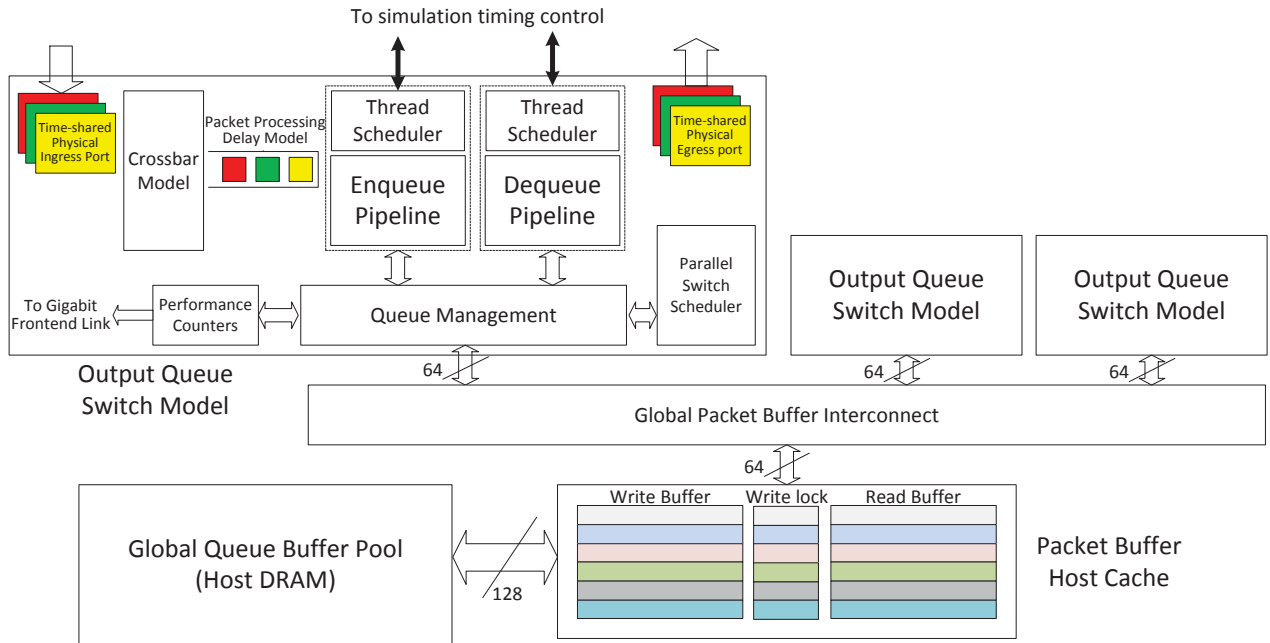 To simulation timing control
Time-shared
Physical
Ingress Port
Crossbar
Model
Packet Processing
Delay Model
Thread
Scheduler
Enqueue
Pipeline
Thread
Scheduler
Dequeue
Pipeline
Time-shared
Physical
Egress port
To Gigabit
Frontend Link
Performance
Counters
Queue Management
Parallel
Switch
Scheduler
Output Queue
Switch Model
Output Queue
Switch Model
Output Queue
Switch Model
64
64
64
Global Packet Buffer Interconnect
64
Global Queue Buffer Pool
(Host DRAM)
128
Write Buffer
Write lock
Read Buffer
Packet Buffer
Host Cache